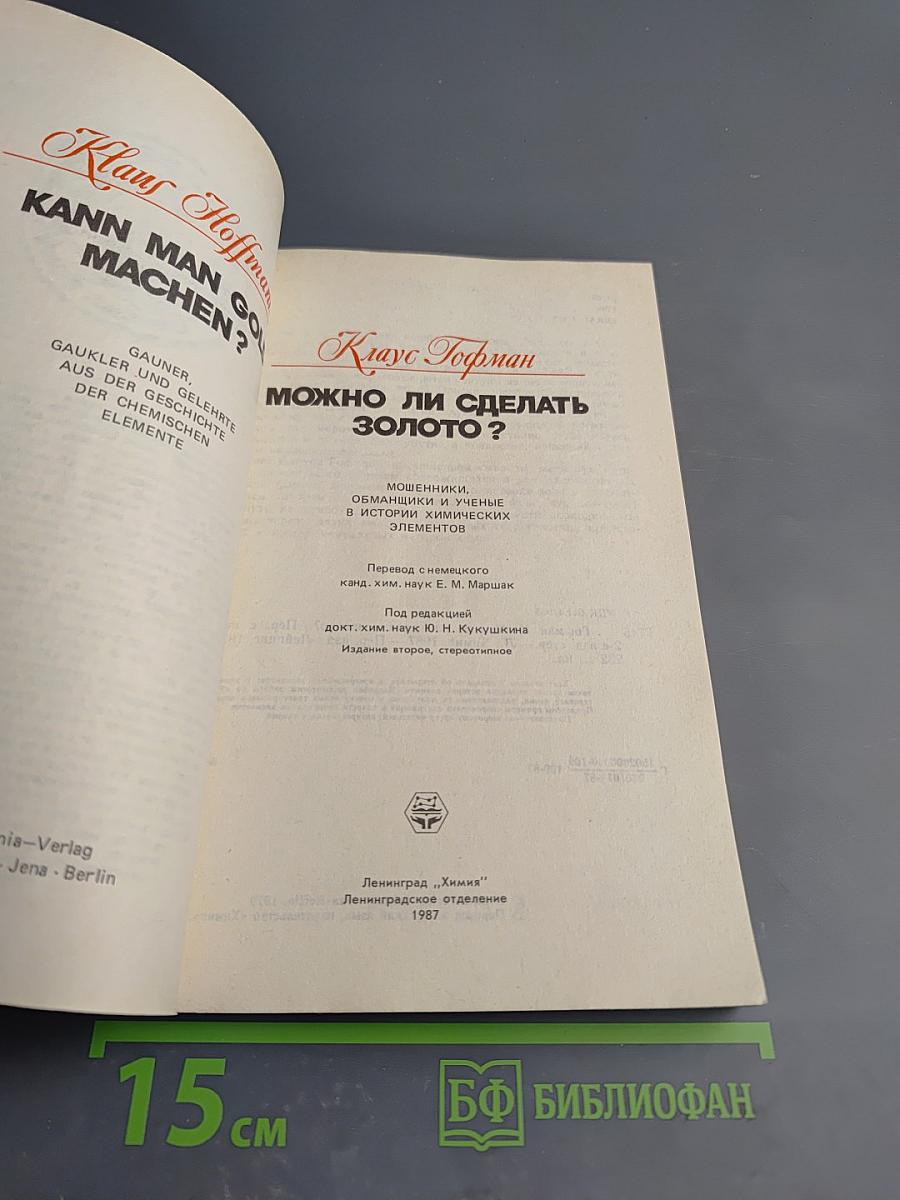 Klaus Hoffmann
KANN MAN
MACHEN?
GAUNER,
GAUKLER UND GELEHRTE
AUS DER GESCHICHTE
DER CHEMISCHEN
ELEMENTE
Verlag
Jena · Berlin
Клаус Гофман
МОЖНО ЛИ СДЕЛАТЬ
ЗОЛОТО?
МОШЕННИКИ,
ОБМАНЩИКИ И УЧЕНЫЕ
В ИСТОРИИ ХИМИЧЕСКИХ
ЭЛЕМЕНТОВ
Перевод с немецкого
канд. хим. наук Е. М. Маршак
Под редакцией
докт. хим. наук Ю. Н. Кукушкина
Издание второе, стереотипное
Ленинград „Химия"
Ленинградское отделение
1987
15 см
БФ БИБЛИОФАН